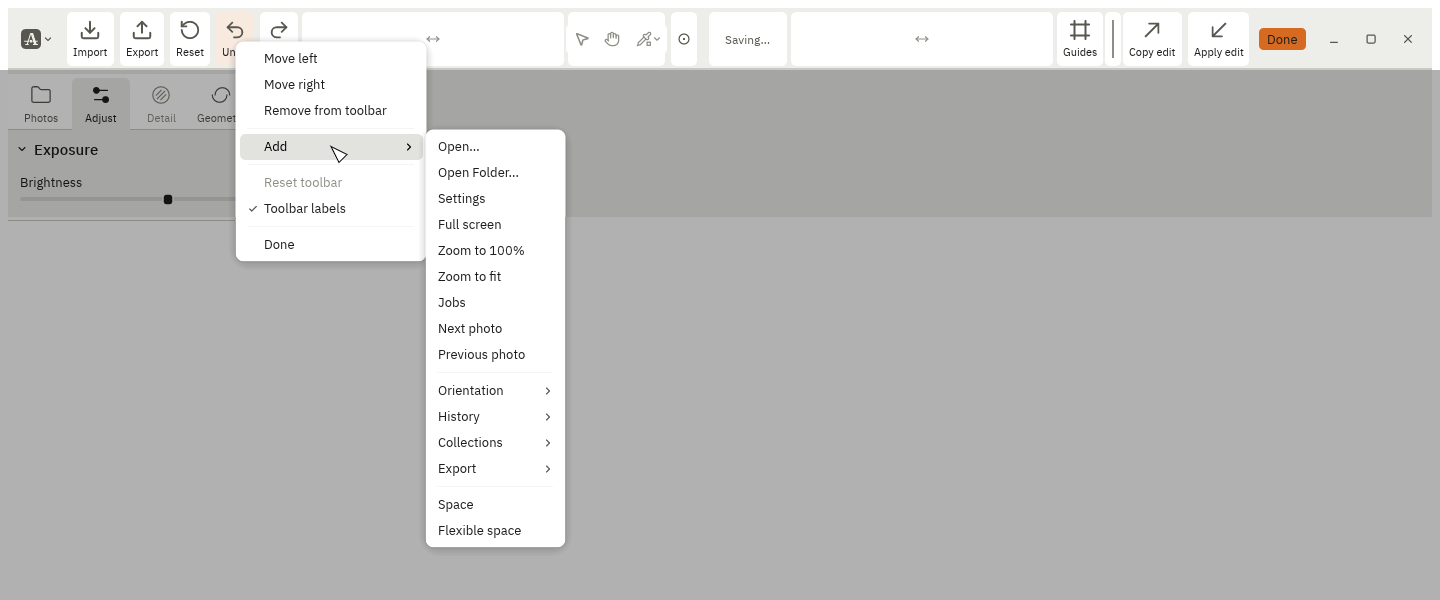 A
Import
Export
Reset
Saving...
Guides
Copy edit
Apply edit
Done
Photos
Adjust
Detail
Exposure
Brightness
Move left
Move right
Remove from toolbar
Add
Reset toolbar
Toolbar labels
Done
Open...
Open Folder...
Settings
Full screen
Zoom to 100%
Zoom to fit
Jobs
Next photo
Previous photo
Orientation
History
Collections
Export
Space
Flexible space